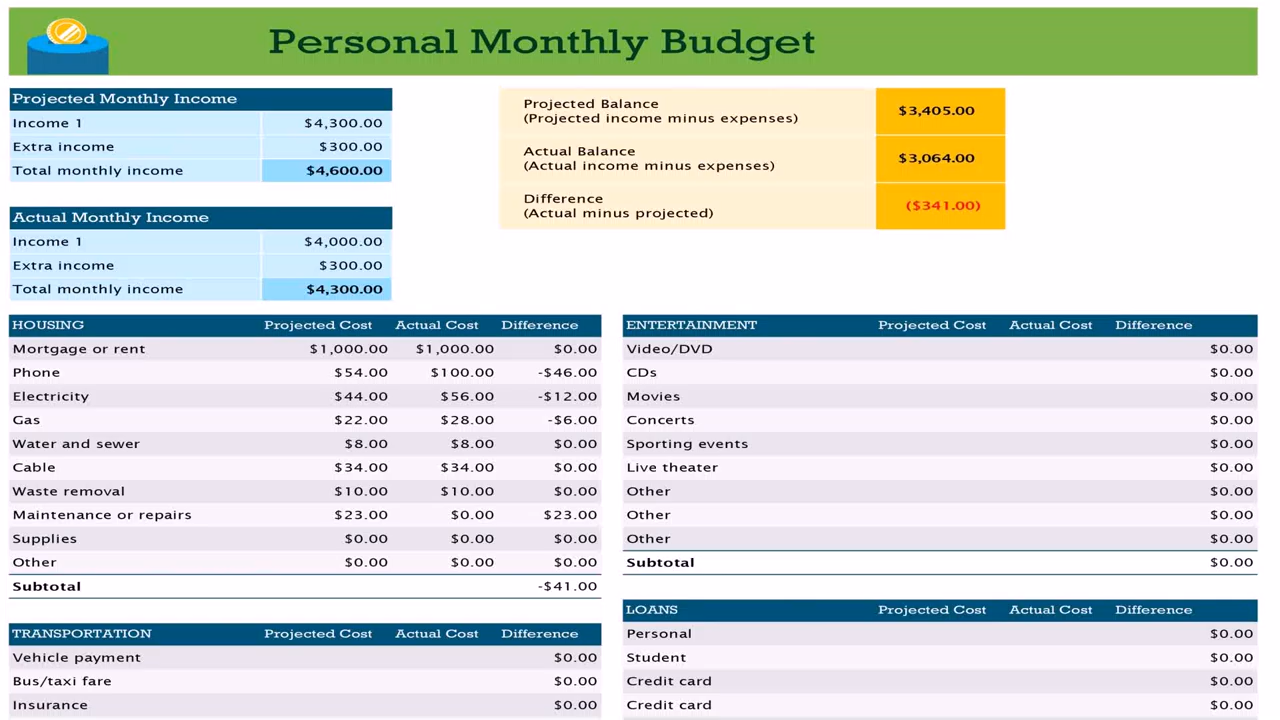 Personal Monthly Budget
Projected Monthly Income
Income 1 $4,300.00
Extra income $300.00
Total monthly income $4,600.00
Projected Balance
(Projected income minus expenses) $3,405.00
Actual Balance
(Actual income minus expenses) $3,064.00
Difference
(Actual minus projected) ($341.00)
Actual Monthly Income
Income 1 $4,000.00
Extra income $300.00
Total monthly income $4,300.00
HOUSING Projected Cost Actual Cost Difference
Mortgage or rent $1,000.00 $1,000.00 $0.00
Phone $54.00 $100.00 -$46.00
Electricity $44.00 $56.00 -$12.00
Gas $22.00 $28.00 -$6.00
Water and sewer $8.00 $8.00 $0.00
Cable $34.00 $34.00 $0.00
Waste removal $10.00 $10.00 $0.00
Maintenance or repairs $23.00 $0.00 $23.00
Supplies $0.00 $0.00 $0.00
Other $0.00 $0.00 $0.00
Subtotal -$41.00
TRANSPORTATION Projected Cost Actual Cost Difference
Vehicle payment $0.00
Bus/taxi fare $0.00
Insurance $0.00
ENTERTAINMENT Projected Cost Actual Cost Difference
Video/DVD $0.00
CDs $0.00
Movies $0.00
Concerts $0.00
Sporting events $0.00
Live theater $0.00
Other $0.00
Other $0.00
Other $0.00
Subtotal $0.00
LOANS Projected Cost Actual Cost Difference
Personal $0.00
Student $0.00
Credit card $0.00
Credit card $0.00